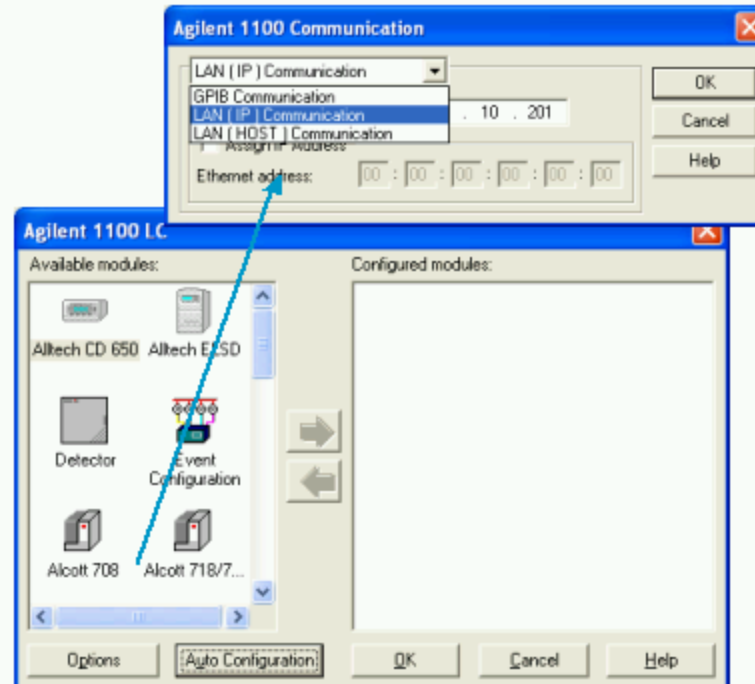 Agilent 1100 Communication
LAN ( IP ) Communication
GPIB Communication
LAN ( IP ) Communication
. 10 . 201
LAN ( HOST ) Communication
Assign IP Address
Ethernet address: 00 : 00 : 00 : 00 : 00 : 00
OK
Cancel
Help
Agilent 1100 LC
Available modules:
Configured modules:
Alltech CD 650
Alltech ELSD
Detector
Event
Configuration
Alcott 708
Alcott 718/7...
Options
Auto Configuration
OK
Cancel
Help